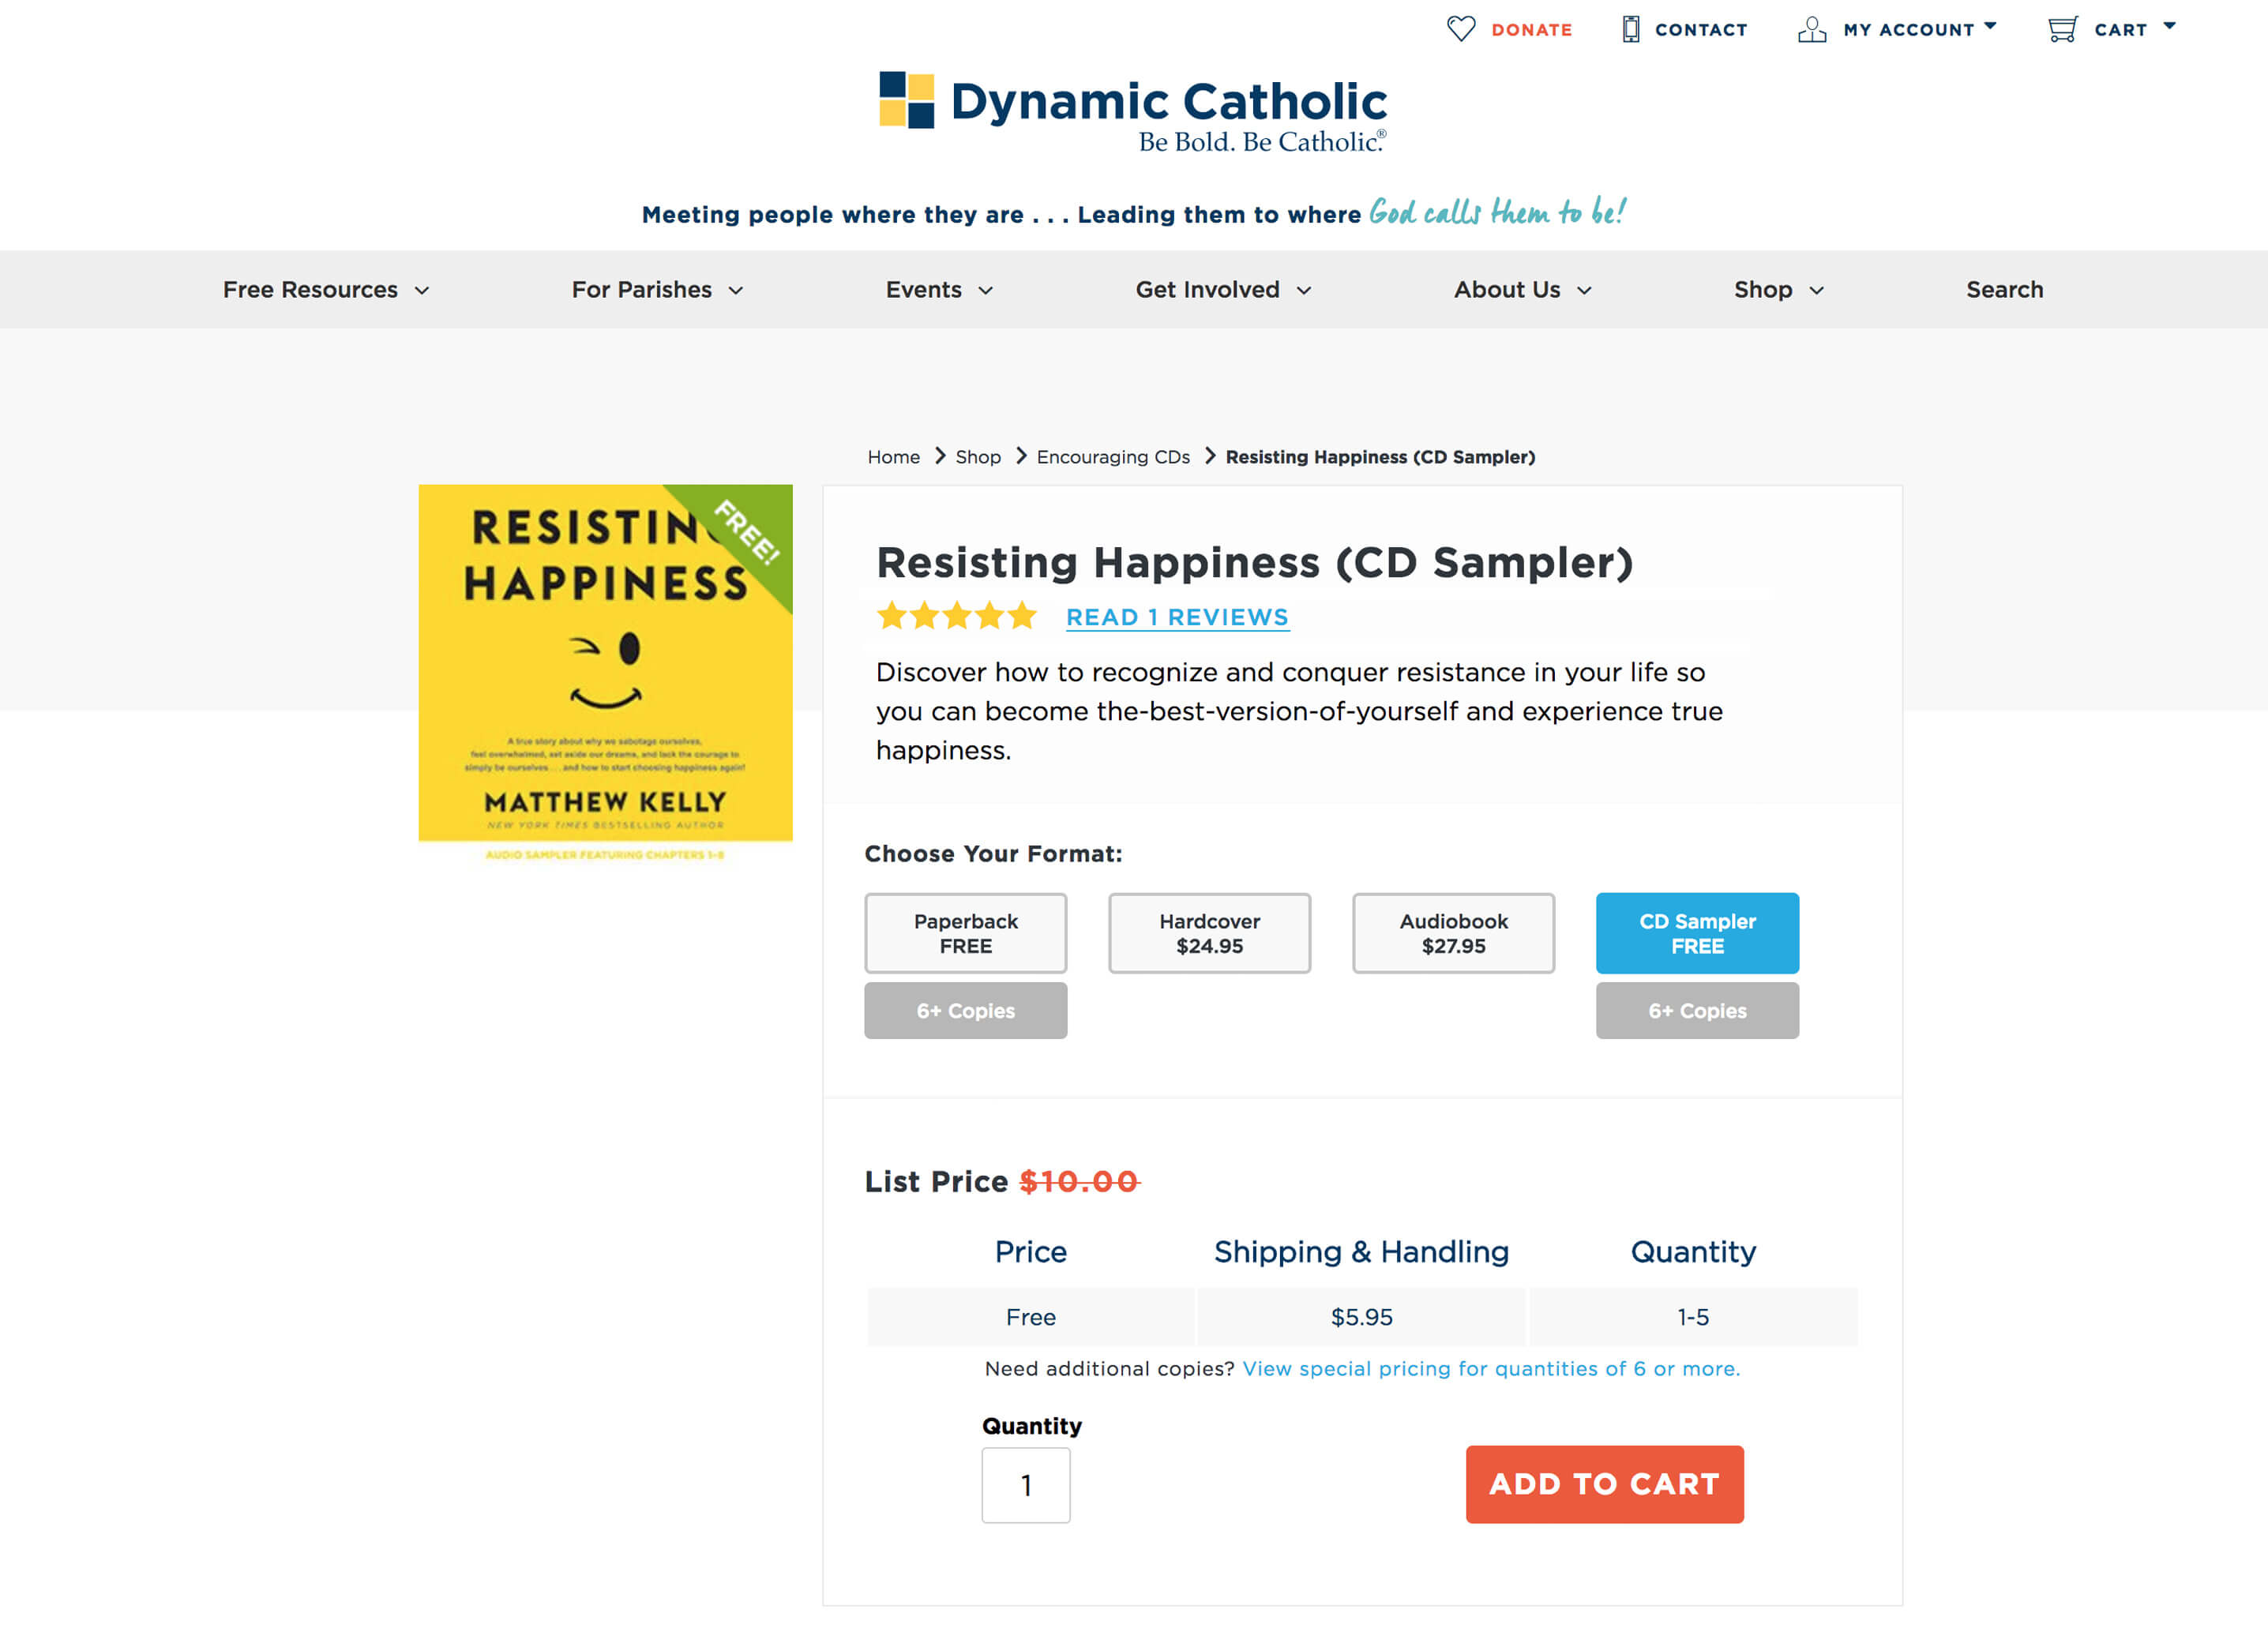 DONATE CONTACT MY ACCOUNT CART
Dynamic Catholic
Be Bold. Be Catholic.®
Meeting people where they are . . . Leading them to where God calls them to be!
Free Resources For Parishes Events Get Involved About Us Shop Search
Home Shop Encouraging CDs Resisting Happiness (CD Sampler)
FREE!
RESISTING
HAPPINESS
A true story about why we sabotage ourselves,
feel overwhelmed, set aside our dreams, and lack the courage to
simply be ourselves . . . and how to start choosing happiness again!
MATTHEW KELLY
NEW YORK TIMES BESTSELLING AUTHOR
AUDIO SAMPLER FEATURING CHAPTERS 1-8
Resisting Happiness (CD Sampler)
READ 1 REVIEWS
Discover how to recognize and conquer resistance in your life so
you can become the-best-version-of-yourself and experience true
happiness.
Choose Your Format:
Paperback
FREE
6+ Copies
Hardcover
$24.95
Audiobook
$27.95
CD Sampler
FREE
6+ Copies
List Price $10.00
Price Shipping & Handling Quantity
Free $5.95 1-5
Need additional copies? View special pricing for quantities of 6 or more.
Quantity
1
ADD TO CART